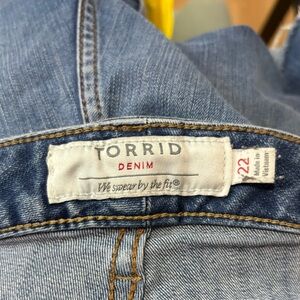 TORRID
DENIM
We swear by the fit®
22
Made in
Vietnam